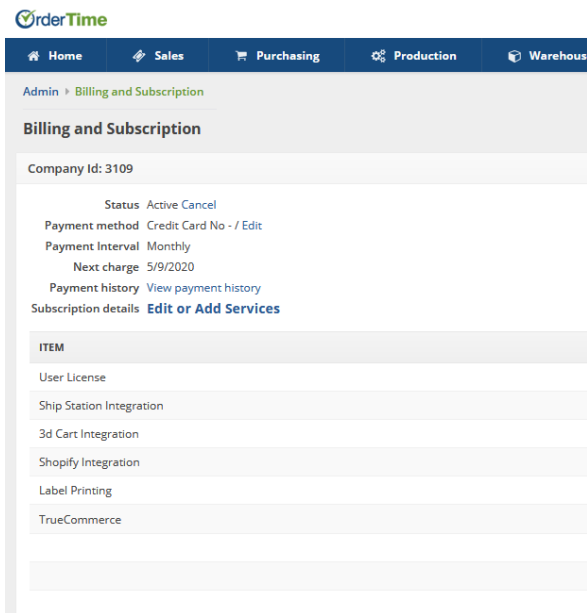 OrderTime
Home Sales Purchasing Production Warehous
Admin Billing and Subscription
Billing and Subscription
Company Id: 3109
Status Active Cancel
Payment method Credit Card No - / Edit
Payment Interval Monthly
Next charge 5/9/2020
Payment history View payment history
Subscription details Edit or Add Services
ITEM
User License
Ship Station Integration
3d Cart Integration
Shopify Integration
Label Printing
TrueCommerce